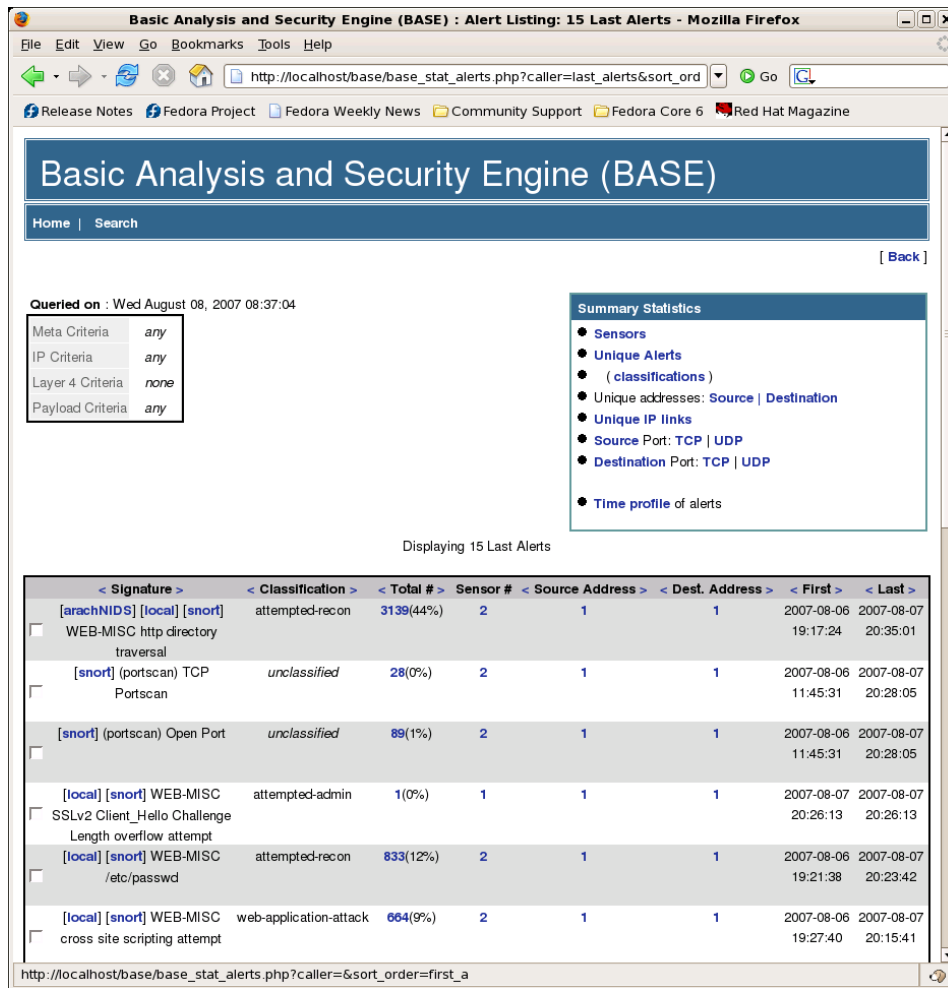 Basic Analysis and Security Engine (BASE) : Alert Listing: 15 Last Alerts - Mozilla Firefox
File Edit View Go Bookmarks Tools Help
http://localhost/base/base_stat_alerts.php?caller=last_alerts&sort_ord Go G
Release Notes Fedora Project Fedora Weekly News Community Support Fedora Core 6 Red Hat Magazine
Basic Analysis and Security Engine (BASE)
Home | Search
[ Back ]
Queried on : Wed August 08, 2007 08:37:04
Meta Criteria any
IP Criteria any
Layer 4 Criteria none
Payload Criteria any
Summary Statistics
Sensors
Unique Alerts
( classifications )
Unique addresses: Source | Destination
Unique IP links
Source Port: TCP | UDP
Destination Port: TCP | UDP
Time profile of alerts
Displaying 15 Last Alerts
< Signature > < Classification > < Total # > Sensor # < Source Address > < Dest. Address > < First > < Last >
[arachNIDS] [local] [snort] attempted-recon 3139(44%) 2 1 1 2007-08-06 2007-08-07
WEB-MISC http directory 19:17:24 20:35:01
traversal
[snort] (portscan) TCP unclassified 28(0%) 2 1 1 2007-08-06 2007-08-07
Portscan 11:45:31 20:28:05
[snort] (portscan) Open Port unclassified 89(1%) 2 1 1 2007-08-06 2007-08-07
11:45:31 20:28:05
[local] [snort] WEB-MISC attempted-admin 1(0%) 1 1 1 2007-08-07 2007-08-07
SSLv2 Client_Hello Challenge 20:26:13 20:26:13
Length overflow attempt
[local] [snort] WEB-MISC attempted-recon 833(12%) 2 1 1 2007-08-06 2007-08-07
/etc/passwd 19:21:38 20:23:42
[local] [snort] WEB-MISC web-application-attack 664(9%) 2 1 1 2007-08-06 2007-08-07
cross site scripting attempt 19:27:40 20:15:41
http://localhost/base/base_stat_alerts.php?caller=&sort_order=first_a